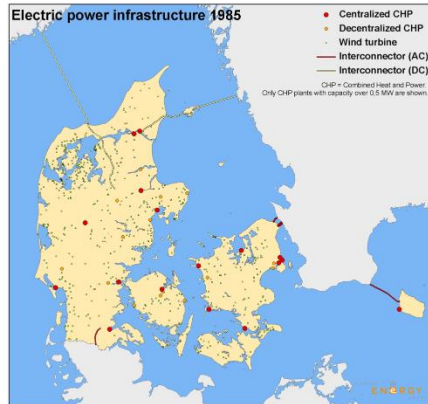 Electric power infrastructure 1985
Centralized CHP
Decentralized CHP
Wind turbine
Interconnector (AC)
Interconnector (DC)
CHP = Combined Heat and Power.
Only CHP plants with capacity over 0,5 MW are shown.
ENERGY